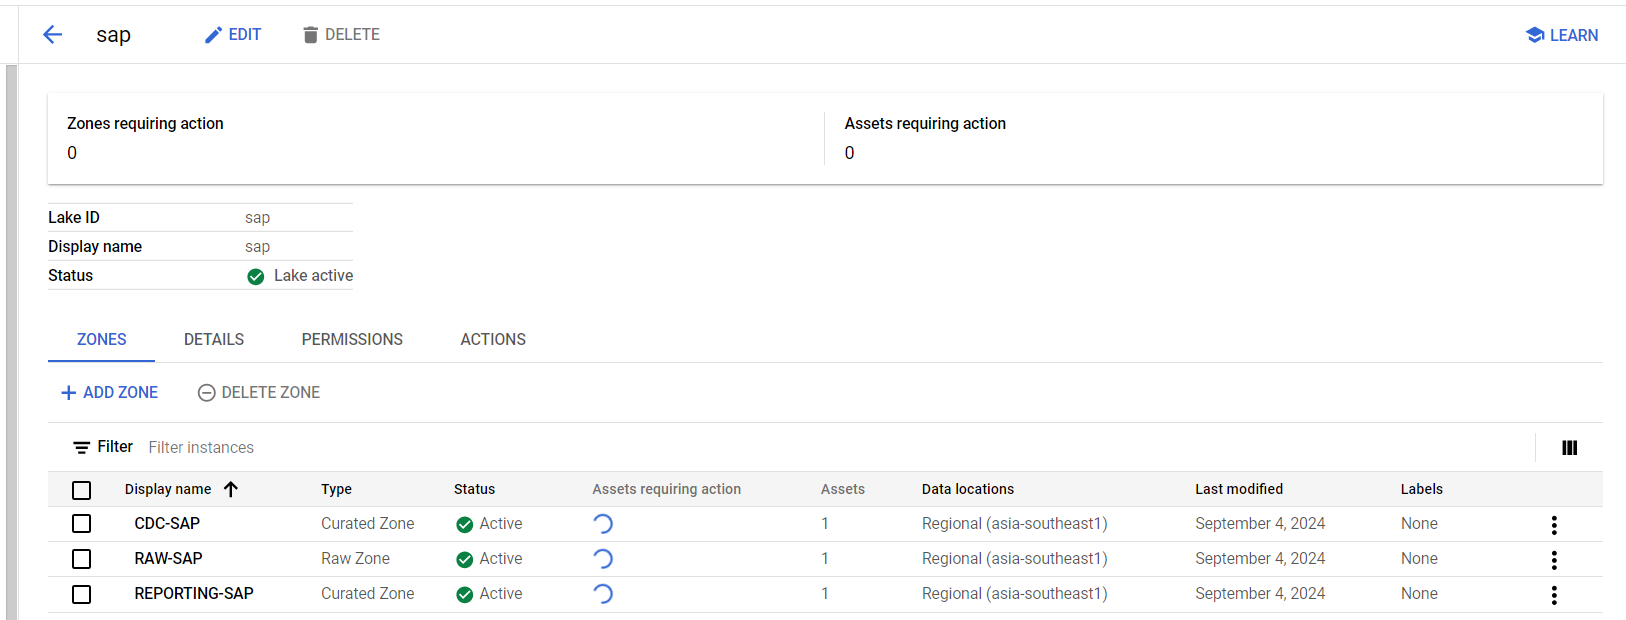 sap EDIT DELETE LEARN
Zones requiring action Assets requiring action
0 0
Lake ID sap
Display name sap
Status Lake active
ZONES DETAILS PERMISSIONS ACTIONS
ADD ZONE DELETE ZONE
Filter Filter instances
Display name Type Status Assets requiring action Assets Data locations Last modified Labels
CDC-SAP Curated Zone Active 1 Regional (asia-southeast1) September 4, 2024 None
RAW-SAP Raw Zone Active 1 Regional (asia-southeast1) September 4, 2024 None
REPORTING-SAP Curated Zone Active 1 Regional (asia-southeast1) September 4, 2024 None